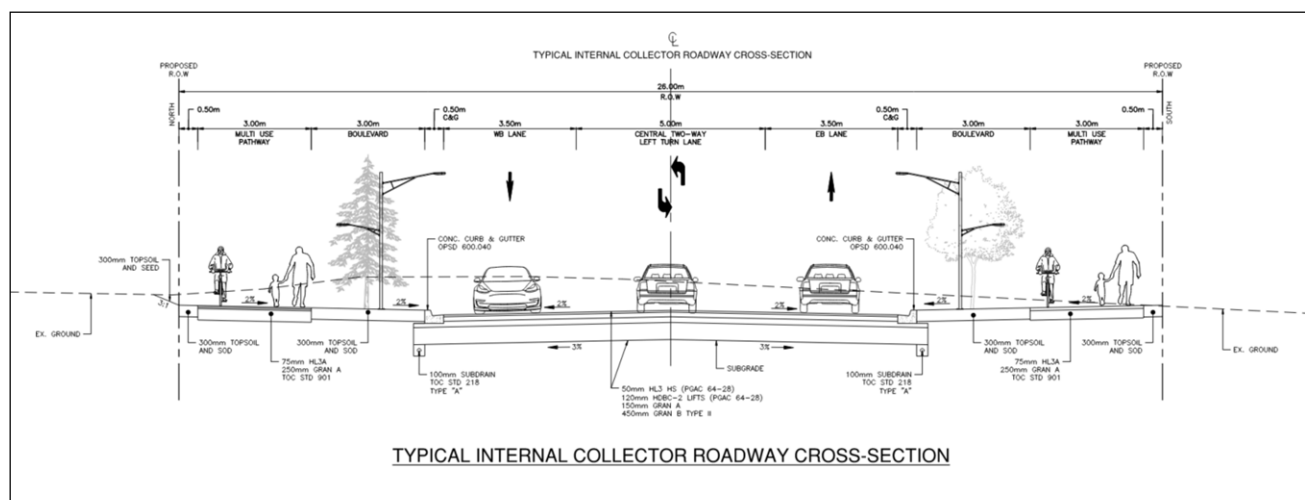 ℄
TYPICAL INTERNAL COLLECTOR ROADWAY CROSS-SECTION
PROPOSED
R.O.W
PROPOSED
R.O.W
26.00m
R.O.W
NORTH
SOUTH
0.50m
3.00m
MULTI USE
PATHWAY
3.00m
BOULEVARD
0.50m
C&G
3.50m
WB LANE
5.00m
CENTRAL TWO-WAY
LEFT TURN LANE
3.50m
EB LANE
0.50m
C&G
3.00m
BOULEVARD
3.00m
MULTI USE
PATHWAY
0.50m
CONC. CURB & GUTTER
OPSD 600.040
CONC. CURB & GUTTER
OPSD 600.040
300mm TOPSOIL
AND SEED
3:1
2%
2%
2%
2%
2%
2%
EX. GROUND
EX. GROUND
300mm TOPSOIL
AND SOD
300mm TOPSOIL
AND SOD
75mm HL3A
250mm GRAN A
TOC STD 901
100mm SUBDRAIN
TOC STD 218
TYPE "A"
3%
3%
SUBGRADE
50mm HL3 HS (PGAC 64-28)
120mm HDBC-2 LIFTS (PGAC 64-28)
150mm GRAN A
450mm GRAN B TYPE II
100mm SUBDRAIN
TOC STD 218
TYPE "A"
300mm TOPSOIL
AND SOD
300mm TOPSOIL
AND SOD
75mm HL3A
250mm GRAN A
TOC STD 901
TYPICAL INTERNAL COLLECTOR ROADWAY CROSS-SECTION